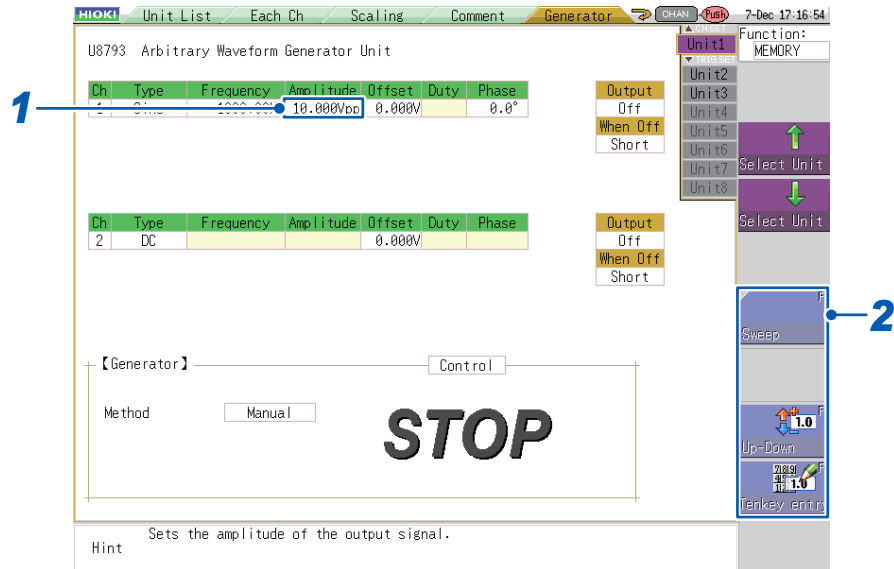 HIOKI Unit List Each Ch Scaling Comment Generator CHAN Push 7-Dec 17:16:54
U8793 Arbitrary Waveform Generator Unit
Ch Type Frequency Amplitude Offset Duty Phase
10.000Vpp 0.000V 0.0°
Output
Off
When Off
Short
Ch Type Frequency Amplitude Offset Duty Phase
2 DC 0.000V
Output
Off
When Off
Short
【Generator】 Control
Method Manual
STOP
Hint Sets the amplitude of the output signal.
▲ CH.SET
Unit1
▼ TRIG.SET
Unit2
Unit3
Unit4
Unit5
Unit6
Unit7
Unit8
Function:
MEMORY
Select Unit
Select Unit
F
Sweep
F
1.0
Up-Down
F
1.0
Tenkey entr
1
2